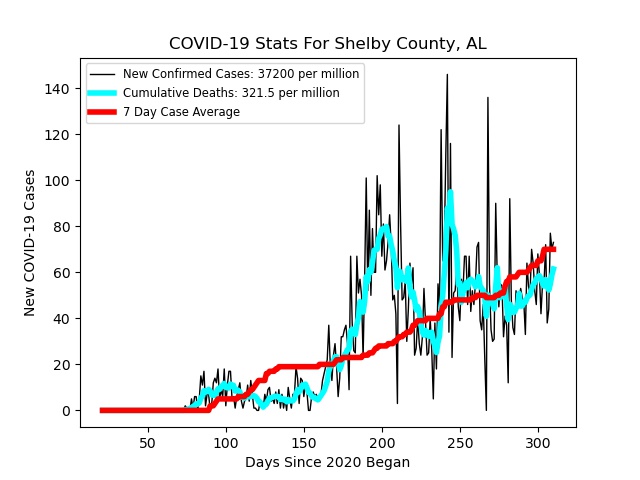 COVID-19 Stats For Shelby County, AL
New Confirmed Cases: 37200 per million
Cumulative Deaths: 321.5 per million
7 Day Case Average
New COVID-19 Cases
140
120
100
80
60
40
20
0
50
100
150
200
250
300
Days Since 2020 Began